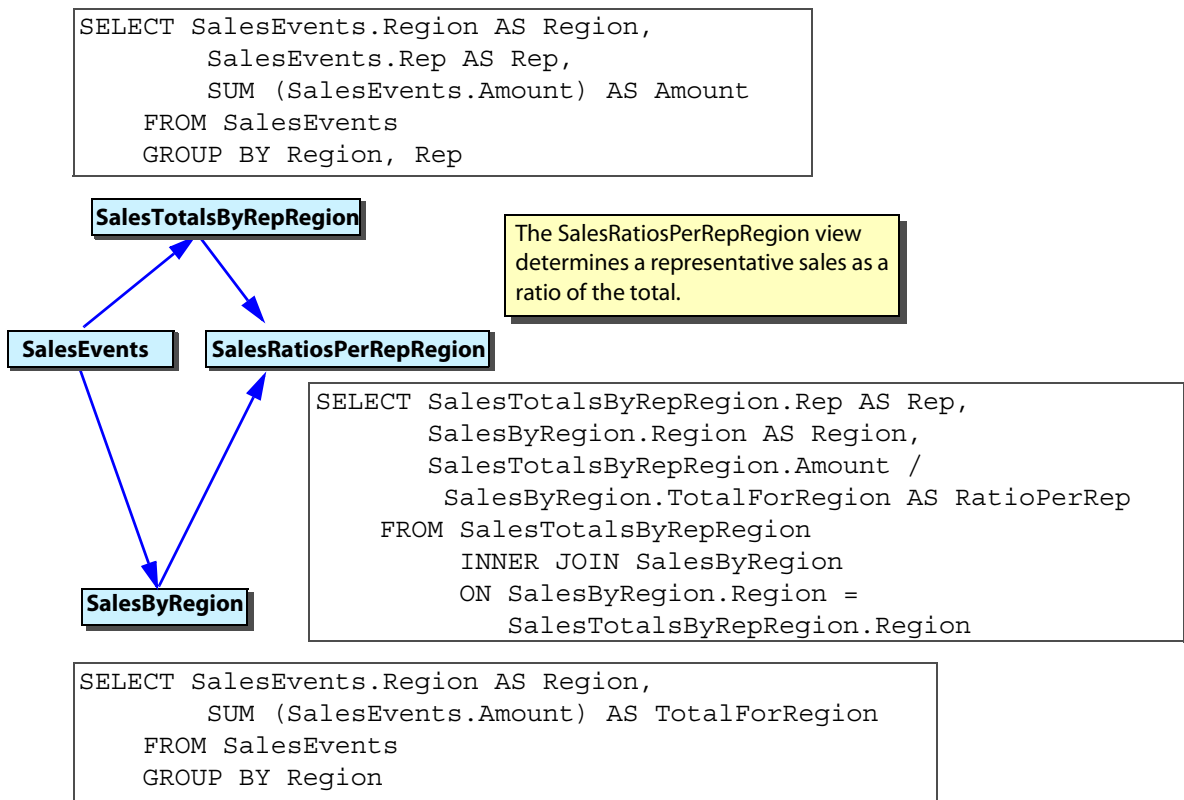 SELECT SalesEvents.Region AS Region,
SalesEvents.Rep AS Rep,
SUM (SalesEvents.Amount) AS Amount
FROM SalesEvents
GROUP BY Region, Rep
SalesTotalsByRepRegion
The SalesRatiosPerRepRegion view
determines a representative sales as a
ratio of the total.
SalesEvents
SalesRatiosPerRepRegion
SELECT SalesTotalsByRepRegion.Rep AS Rep,
SalesByRegion.Region AS Region,
SalesTotalsByRepRegion.Amount /
SalesByRegion.TotalForRegion AS RatioPerRep
FROM SalesTotalsByRepRegion
INNER JOIN SalesByRegion
ON SalesByRegion.Region =
SalesTotalsByRepRegion.Region
SalesByRegion
SELECT SalesEvents.Region AS Region,
SUM (SalesEvents.Amount) AS TotalForRegion
FROM SalesEvents
GROUP BY Region